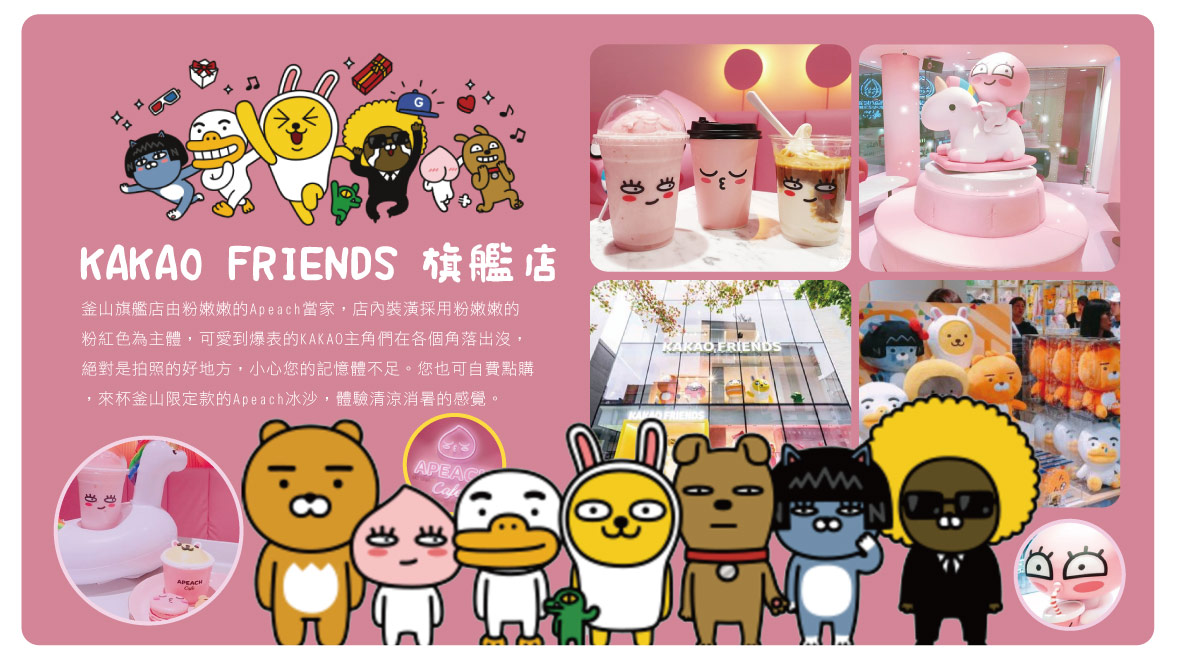 G
KAKAO FRIENDS 旗艦店
釜山旗艦店由粉嫩嫩的Apeach當家，店內裝潢採用粉嫩嫩的
粉紅色為主體，可愛到爆表的KAKAO主角們在各個角落出沒，
絕對是拍照的好地方，小心您的記憶體不足。您也可自費點購
，來杯釜山限定款的Apeach冰沙，體驗清涼消暑的感覺。
KAKAO FRIENDS
KAKAO FRIENDS
APEACH
Cafe
APEACH
Cafe